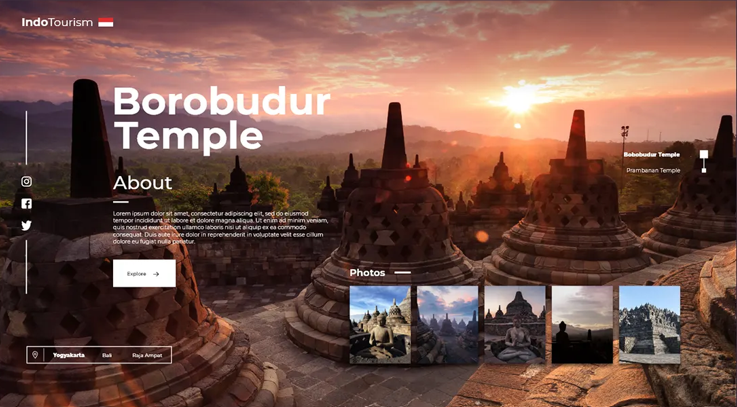 IndoTourism
Borobudur
Temple
About
Lorem ipsum dolor sit amet, consectetur adipiscing elit, sed do eiusmod
tempor incididunt ut labore et dolore magna aliqua. Ut enim ad minim veniam,
quis nostrud exercitation ullamco laboris nisi ut aliquip ex ea commodo
consequat. Duis aute irure dolor in reprehenderit in voluptate velit esse cillum
dolore eu fugiat nulla pariatur.
Explore
Bobobudur Temple
Prambanan Temple
Photos
Yogyakarta
Bali
Raja Ampat